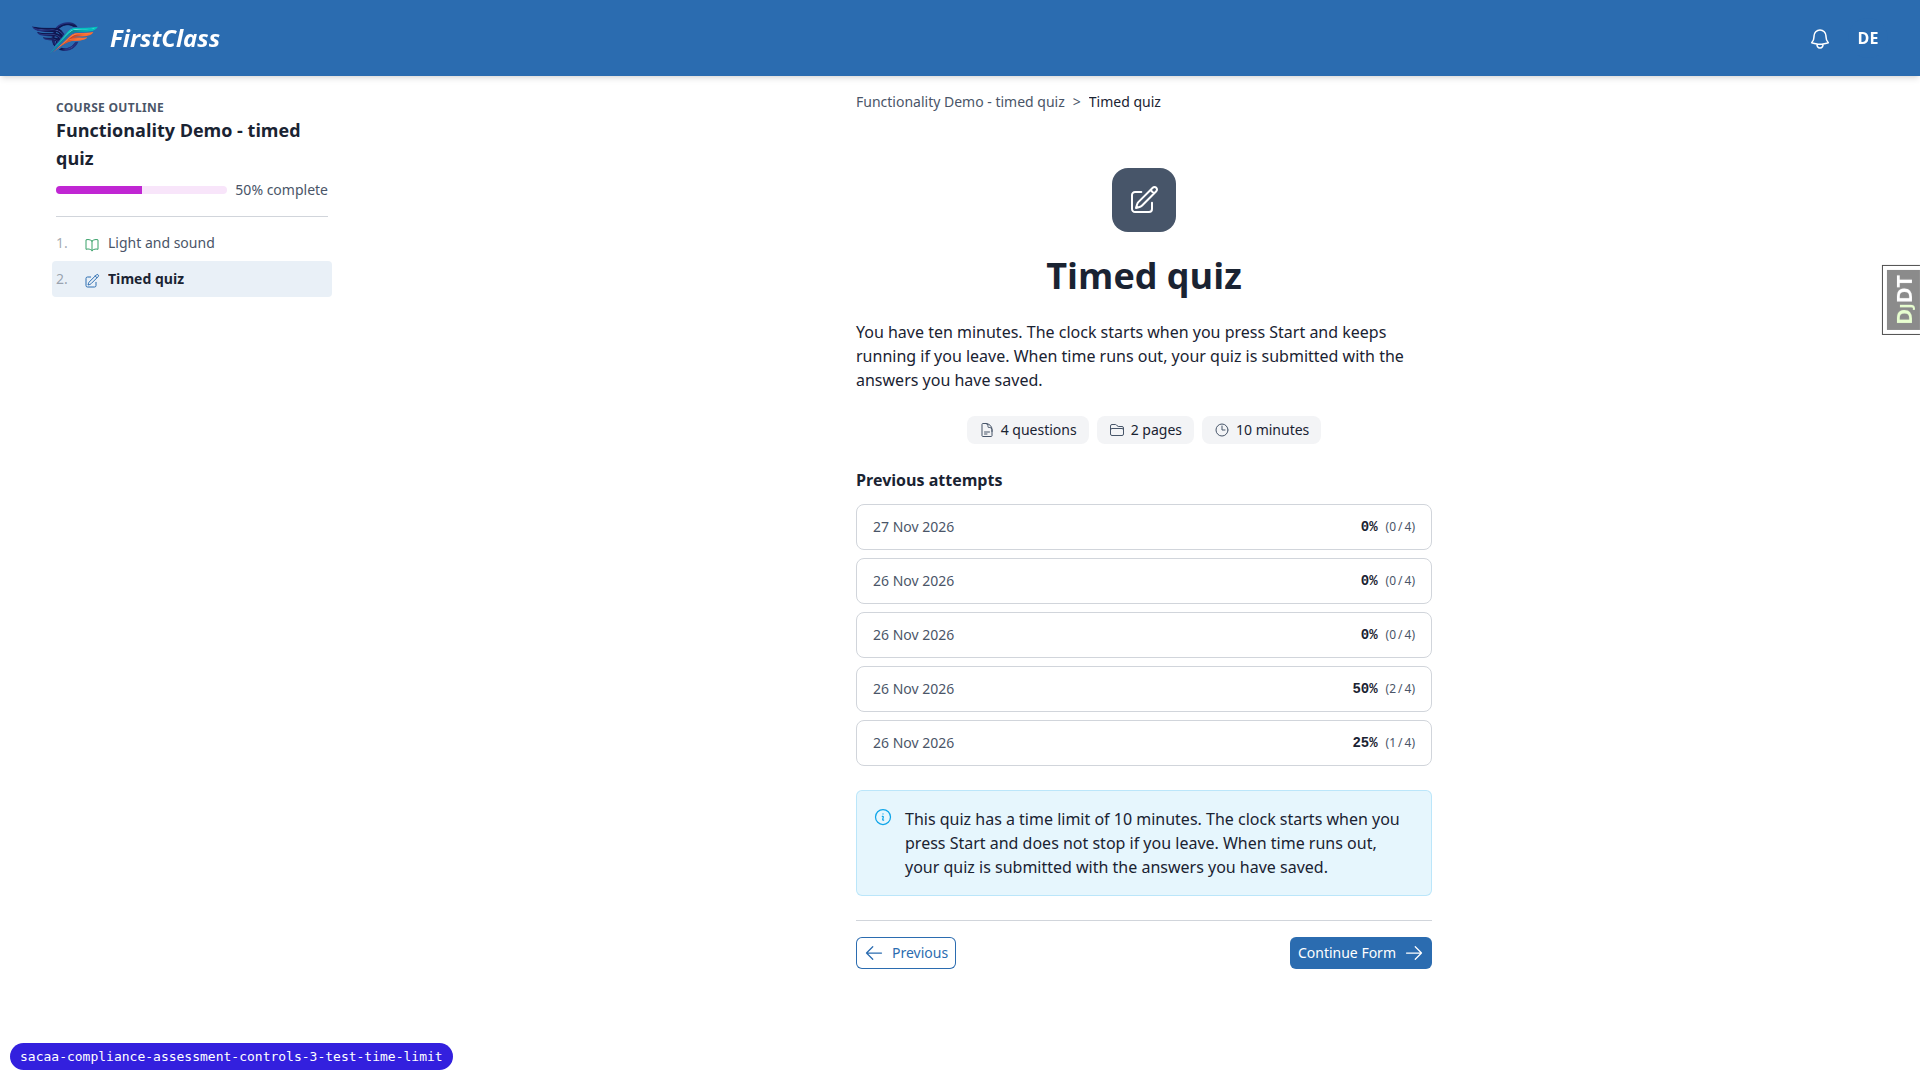 FirstClass
DE
COURSE OUTLINE
Functionality Demo - timed
quiz
50% complete
1. Light and sound
2. Timed quiz
Functionality Demo - timed quiz > Timed quiz
Timed quiz
You have ten minutes. The clock starts when you press Start and keeps
running if you leave. When time runs out, your quiz is submitted with the
answers you have saved.
4 questions 2 pages 10 minutes
Previous attempts
27 Nov 2026 0% (0/4)
26 Nov 2026 0% (0/4)
26 Nov 2026 0% (0/4)
26 Nov 2026 50% (2/4)
26 Nov 2026 25% (1/4)
This quiz has a time limit of 10 minutes. The clock starts when you
press Start and does not stop if you leave. When time runs out,
your quiz is submitted with the answers you have saved.
Previous
Continue Form
DjDT
sacaa-compliance-assessment-controls-3-test-time-limit